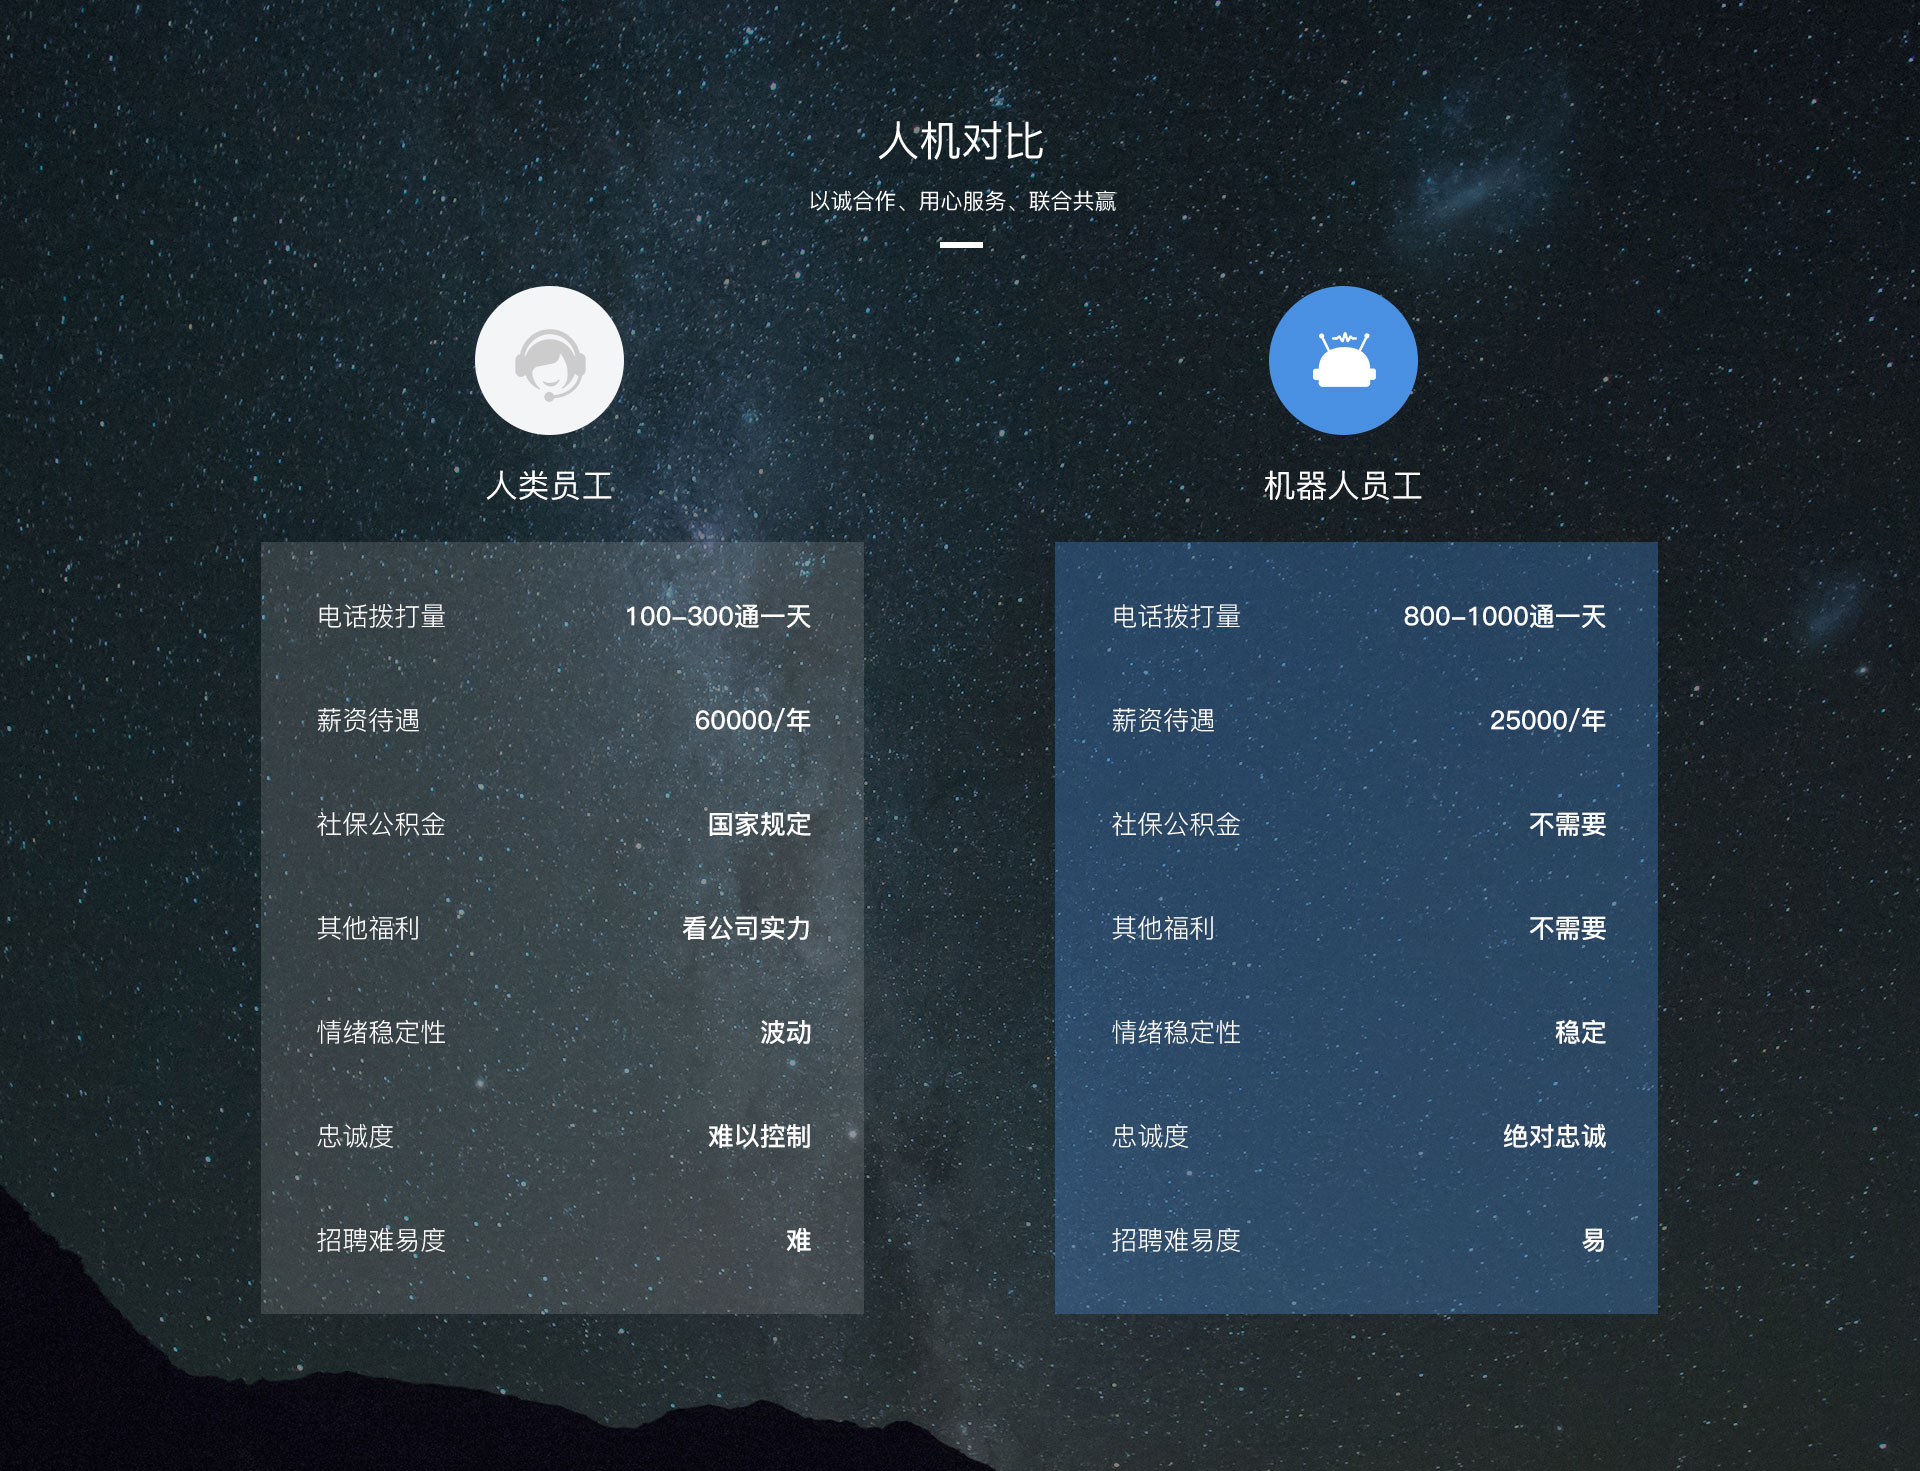 人机对比
以诚合作、用心服务、联合共赢
人类员工
电话拨打量 100-300通一天
薪资待遇 60000/年
社保公积金 国家规定
其他福利 看公司实力
情绪稳定性 波动
忠诚度 难以控制
招聘难易度 难
机器人员工
电话拨打量 800-1000通一天
薪资待遇 25000/年
社保公积金 不需要
其他福利 不需要
情绪稳定性 稳定
忠诚度 绝对忠诚
招聘难易度 易